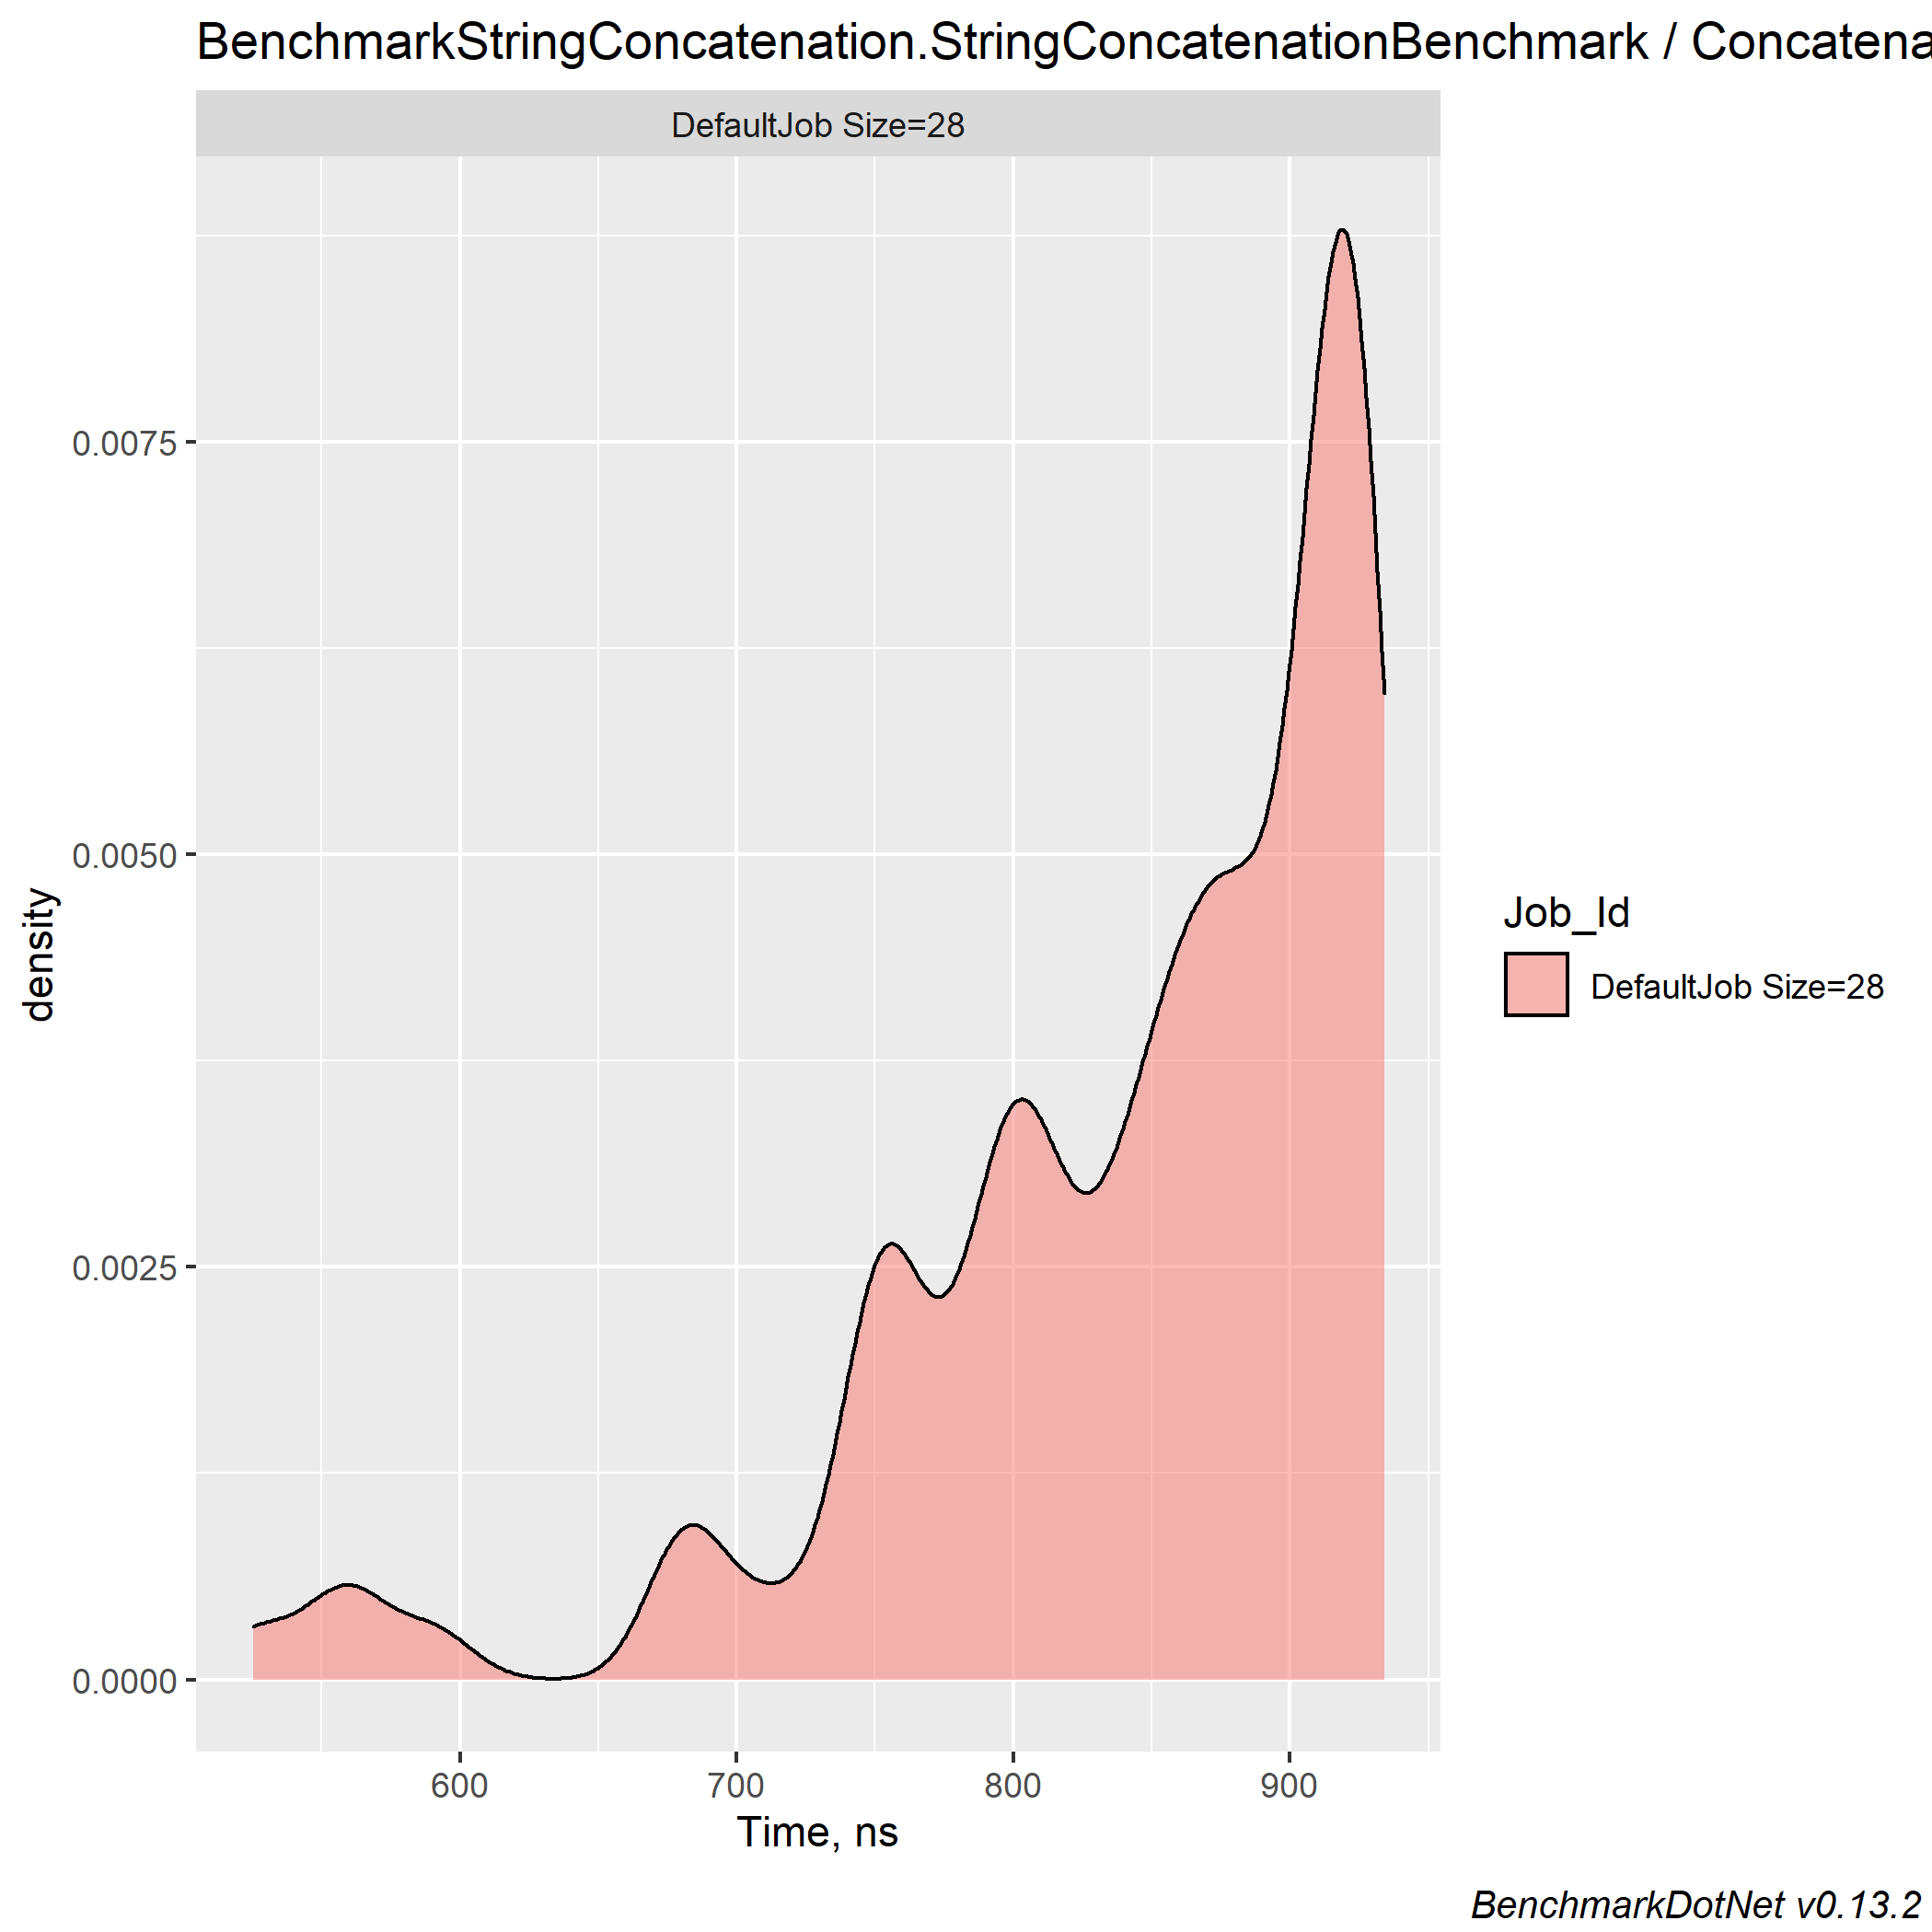 BenchmarkStringConcatenation.StringConcatenationBenchmark /
DefaultJob Size=28
0.0075
0.0050
0.0025
0.0000
density
600 700 800 900
Time, ns
Job_Id
DefaultJob Size=28
BenchmarkDotNet v0.13.2